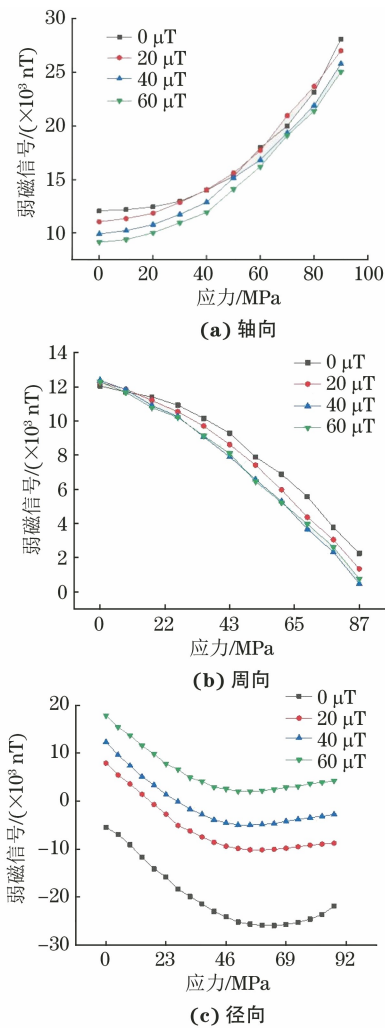 30
25
20
15
10
0 μT
20 μT
40 μT
60 μT
弱磁信号/(×10³ nT)
0 20 40 60 80 100
应力/MPa
(a) 轴向
14
12
10
8
6
4
2
0
0 μT
20 μT
40 μT
60 μT
弱磁信号/(×10³ nT)
0 22 43 65 87
应力/MPa
(b) 周向
20
10
0
−10
−20
−30
0 μT
20 μT
40 μT
60 μT
弱磁信号/(×10³ nT)
0 23 46 69 92
应力/MPa
(c) 径向